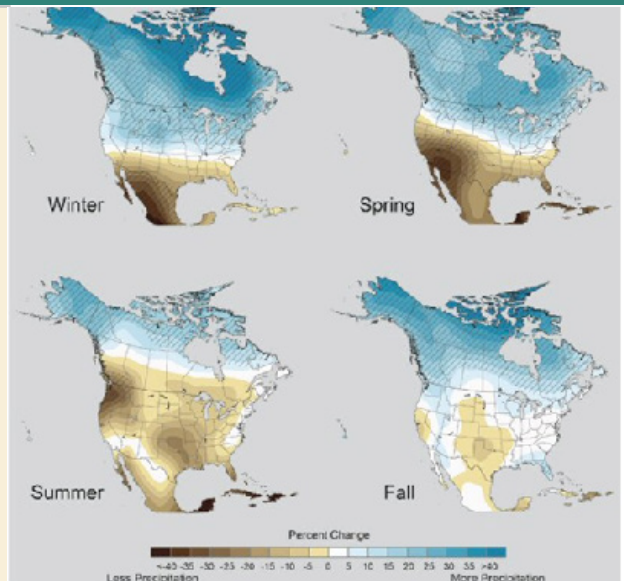 Winter
Spring
Summer
Fall
Percent Change
<-40 -35 -30 -25 -20 -15 -10 -5 0 5 10 15 20 25 30 35 >40
Less Precipitation
More Precipitation